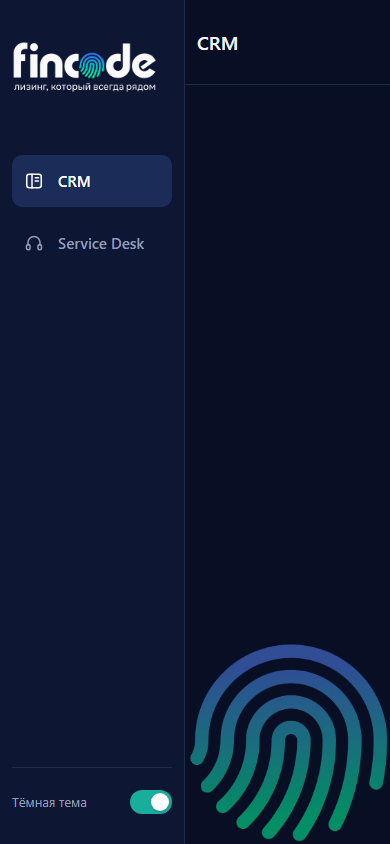 fincode
лизинг, который всегда рядом
CRM
CRM
Service Desk
Тёмная тема